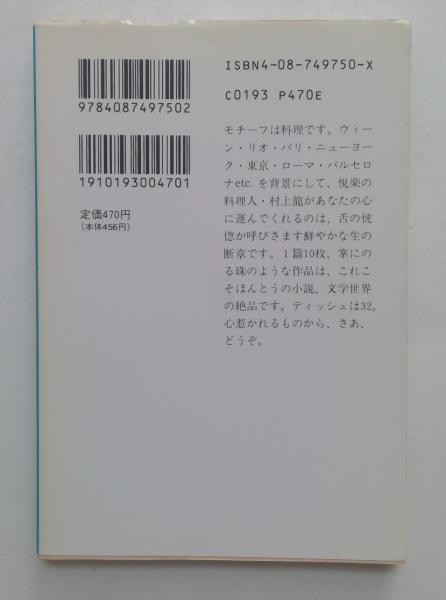 ISBN4-08-749750-X
C0193 P470E
9784087497502
1910193004701
定価470円
（本体456円）
モチーフは料理です。ウィー
ン・リオ・パリ・ニューヨー
ク・東京・ローマ・バルセロ
ナetc. を背景にして、悦楽の
料理人・村上龍があなたの心
に運んでくれるのは、舌の恍
惚が呼びさます鮮やかな生の
断章です。１篇10枚、掌にの
る珠のような作品は、これこ
そほんとうの小説、文学世界
の絶品です。ディッシュは32。
心惹かれるものから、さあ、
どうぞ。